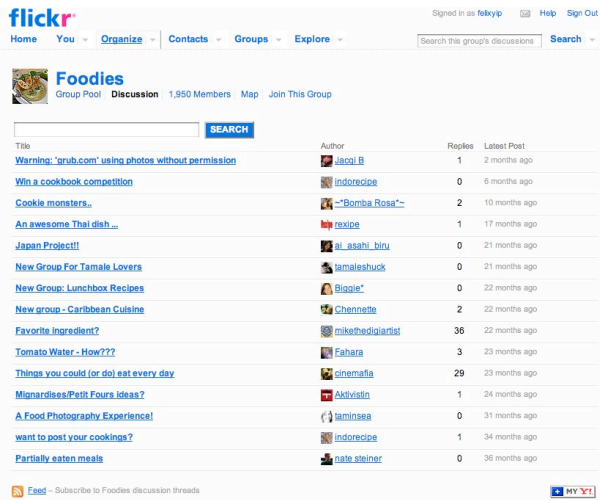 flickr
Signed in as felixyip Help Sign Out
Home You Organize Contacts Groups Explore Search this group's discussions Search
Foodies
Group Pool Discussion 1,950 Members Map Join This Group
SEARCH
Title Author Replies Latest Post
Warning: 'grub.com' using photos without permission Jacqi B 1 2 months ago
Win a cookbook competition indorecipe 0 6 months ago
Cookie monsters.. ~*Bomba Rosa*~ 2 10 months ago
An awesome Thai dish ... rexipe 1 17 months ago
Japan Project!! ai_asahi_biru 0 21 months ago
New Group For Tamale Lovers tamaleshuck 0 21 months ago
New Group: Lunchbox Recipes Biggie* 0 22 months ago
New group - Caribbean Cuisine Chennette 2 22 months ago
Favorite ingredient? mikethedigiartist 36 22 months ago
Tomato Water - How??? Fahara 3 23 months ago
Things you could (or do) eat every day cinemafia 29 23 months ago
Mignardises/Petit Fours ideas? Aktivistin 1 24 months ago
A Food Photography Experience! taminsea 0 31 months ago
want to post your cookings? indorecipe 1 34 months ago
Partially eaten meals nate steiner 0 36 months ago
Feed – Subscribe to Foodies discussion threads MY Y!